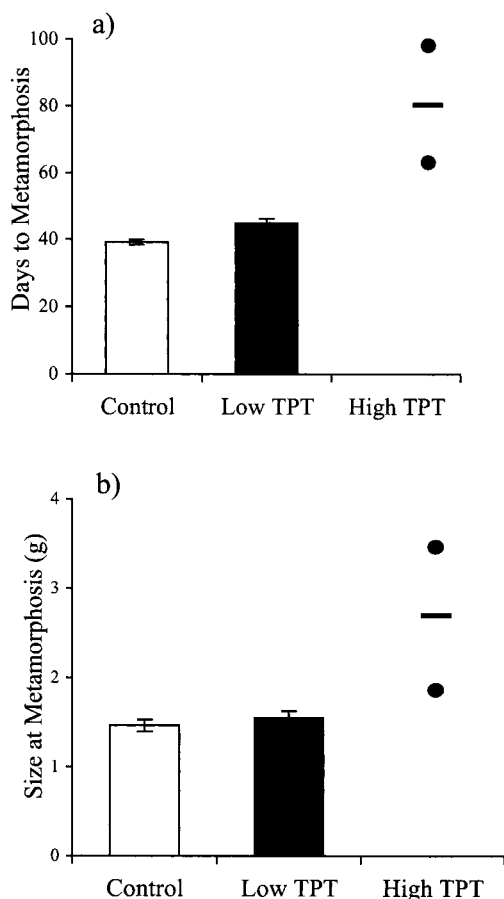 a)
Days to Metamorphosis
100
80
60
40
20
0
Control Low TPT High TPT
b)
Size at Metamorphosis (g)
4
3
2
1
0
Control Low TPT High TPT